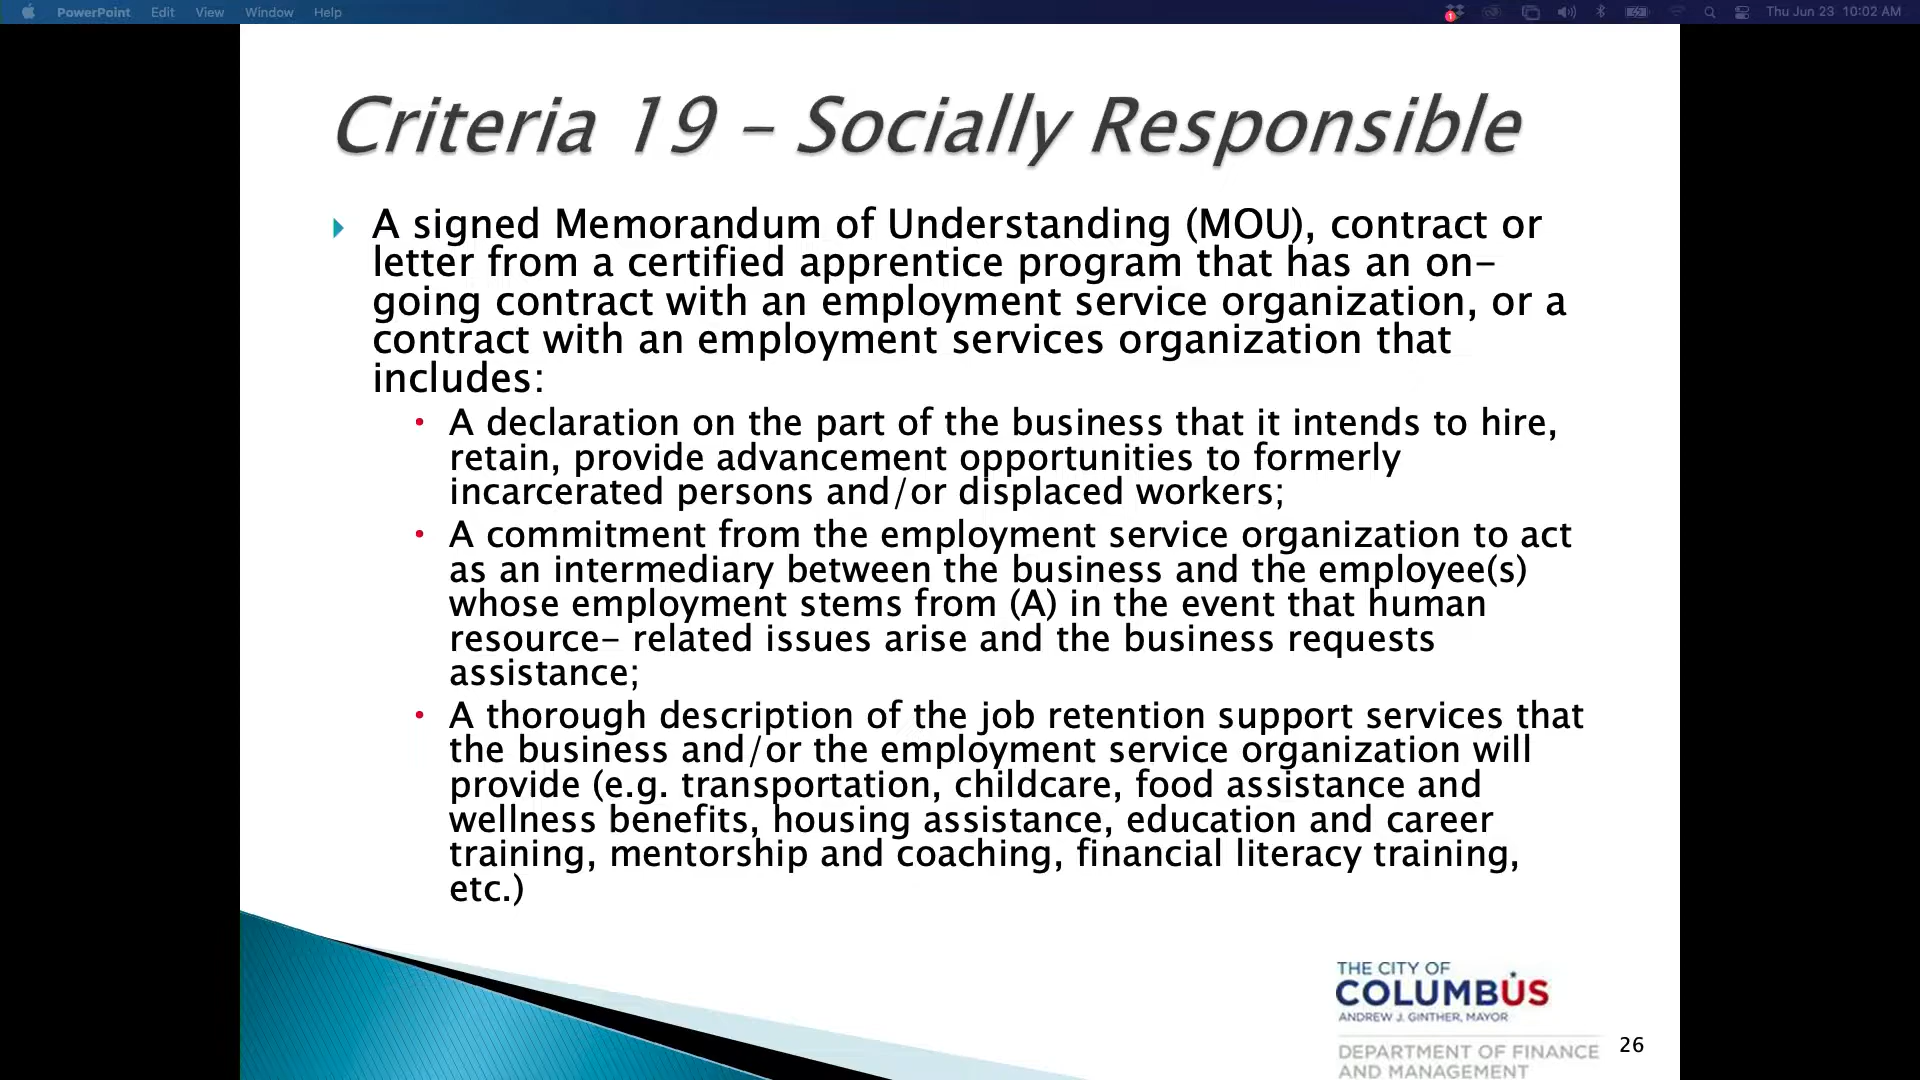 PowerPoint Edit View Window Help
1
Thu Jun 23 10:02 AM
Criteria 19 – Socially Responsible
A signed Memorandum of Understanding (MOU), contract or
letter from a certified apprentice program that has an on-
going contract with an employment service organization, or a
contract with an employment services organization that
includes:
• A declaration on the part of the business that it intends to hire,
retain, provide advancement opportunities to formerly
incarcerated persons and/or displaced workers;
• A commitment from the employment service organization to act
as an intermediary between the business and the employee(s)
whose employment stems from (A) in the event that human
resource- related issues arise and the business requests
assistance;
• A thorough description of the job retention support services that
the business and/or the employment service organization will
provide (e.g. transportation, childcare, food assistance and
wellness benefits, housing assistance, education and career
training, mentorship and coaching, financial literacy training,
etc.)
THE CITY OF
COLUMBUS
ANDREW J. GINTHER, MAYOR
DEPARTMENT OF FINANCE
AND MANAGEMENT
26